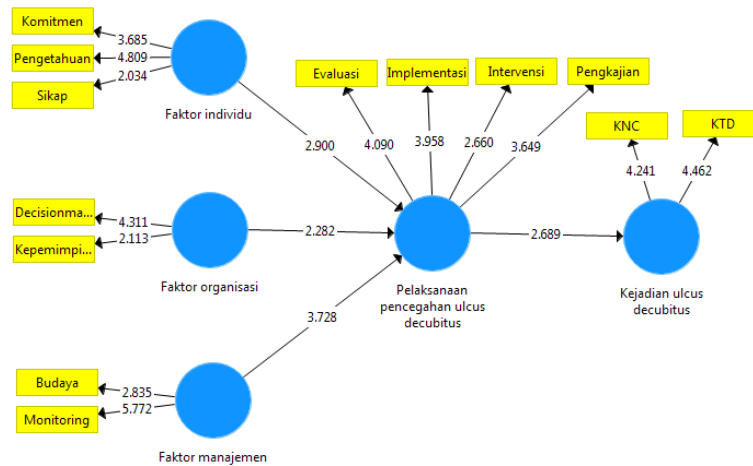 Komitmen
3.685
Pengetahuan
4.809
2.034
Sikap
Faktor individu
2.900
Evaluasi
Implementasi
Intervensi
Pengkajian
4.090
3.958
2.660
3.649
KNC
KTD
4.241
4.462
Decisionma...
4.311
Kepemimpi...
2.113
Faktor organisasi
2.282
Pelaksanaan
pencegahan ulcus
decubitus
2.689
Kejadian ulcus
decubitus
3.728
Budaya
2.835
Monitoring
5.772
Faktor manajemen